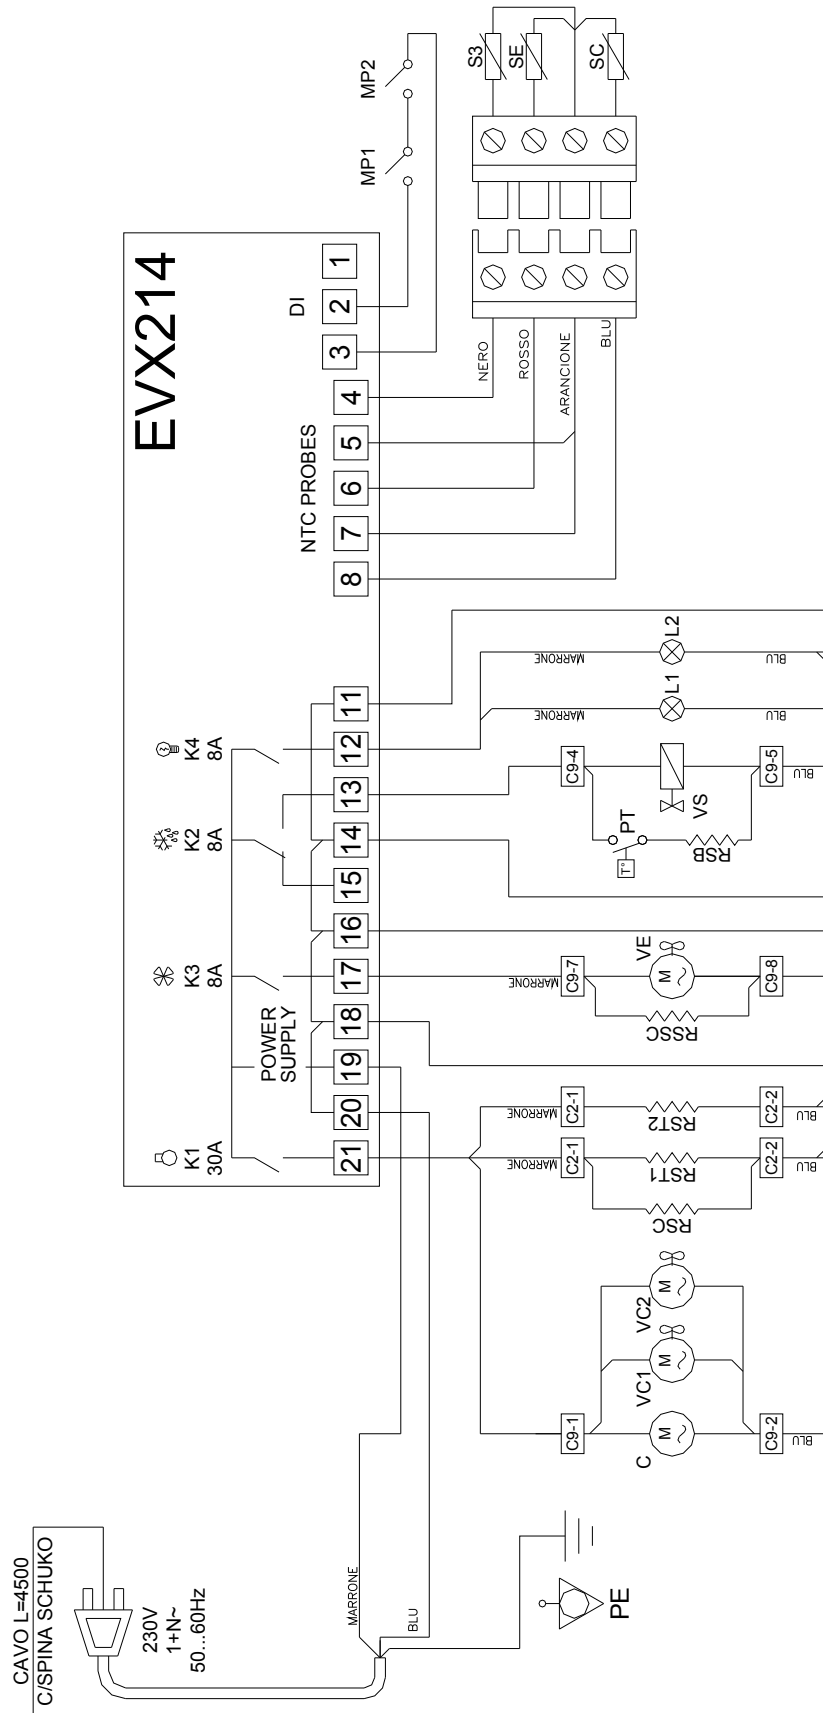 CAVO L=4500
C/SPINA SCHUKO
230V
1+N~
50...60Hz
MARRONE
BLU
PE
EVX214
K1
30A
POWER
SUPPLY
K3
8A
K2
8A
K4
8A
NTC PROBES
DI
21
20
19
18
17
16
15
14
13
12
11
8
7
6
5
4
3
2
1
MP1
MP2
S3
SE
SC
NERO
ROSSO
ARANCIONE
BLU
C9-1
C
M
VC1
M
VC2
M
C9-2
BLU
MARRONE
C2-1
RSC
RST1
C2-2
BLU
MARRONE
C2-1
RST2
C2-2
BLU
MARRONE
C9-7
RSSC
M
VE
C9-8
C9-4
T°
PT
RSB
VS
C9-5
BLU
MARRONE
L1
BLU
MARRONE
L2
BLU